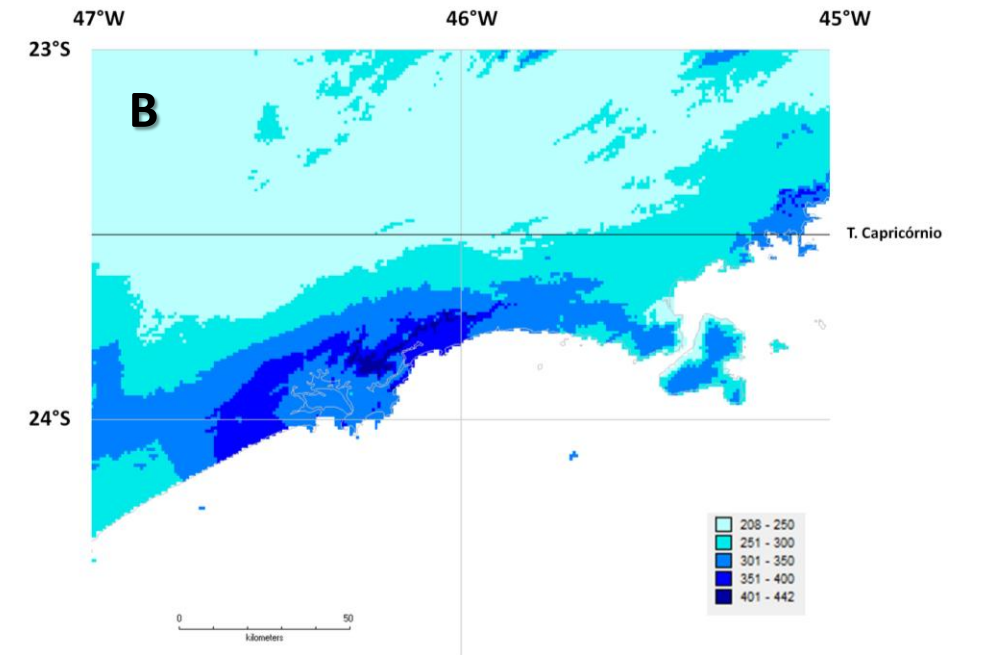 47°W 46°W 45°W
23°S
B
T. Capricórnio
24°S
208 - 250
251 - 300
301 - 350
351 - 400
401 - 442
0 50
kilometers